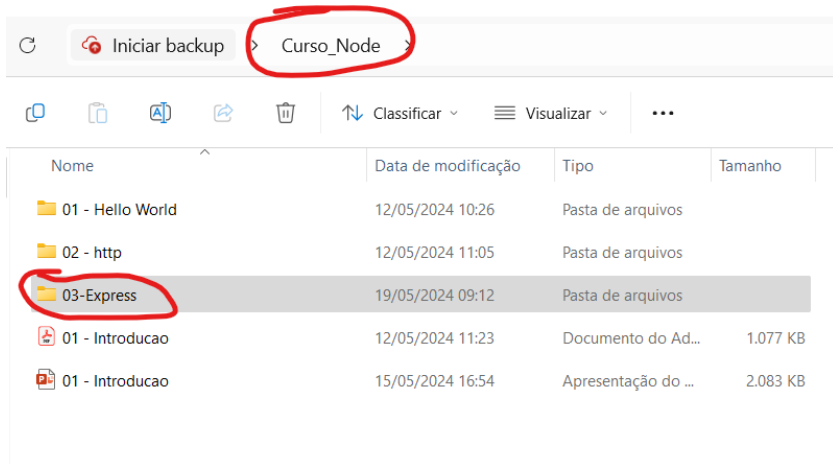 Iniciar backup > Curso_Node >
Classificar Visualizar
Nome Data de modificação Tipo Tamanho
01 - Hello World 12/05/2024 10:26 Pasta de arquivos
02 - http 12/05/2024 11:05 Pasta de arquivos
03-Express 19/05/2024 09:12 Pasta de arquivos
01 - Introducao 12/05/2024 11:23 Documento do Ad... 1.077 KB
01 - Introducao 15/05/2024 16:54 Apresentação do ... 2.083 KB